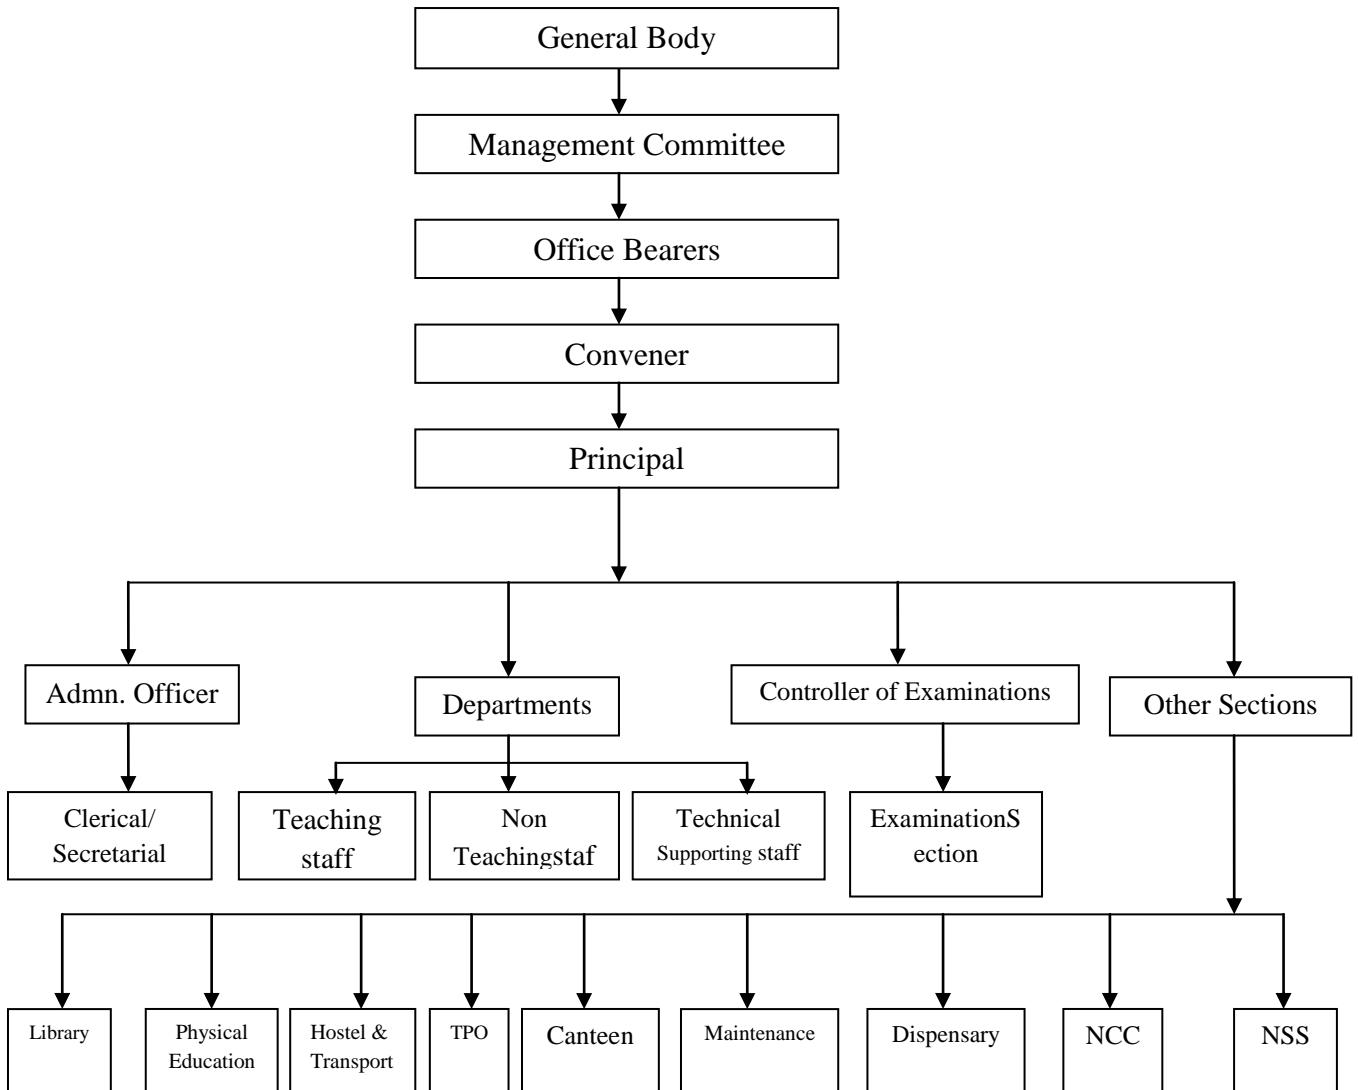 General Body
Management Committee
Office Bearers
Convener
Principal
Admn. Officer
Departments
Controller of Examinations
Other Sections
Clerical/
Secretarial
Teaching
staff
Non
Teachingstaf
Technical
Supporting staff
ExaminationS
ection
Library
Physical
Education
Hostel &
Transport
TPO
Canteen
Maintenance
Dispensary
NCC
NSS